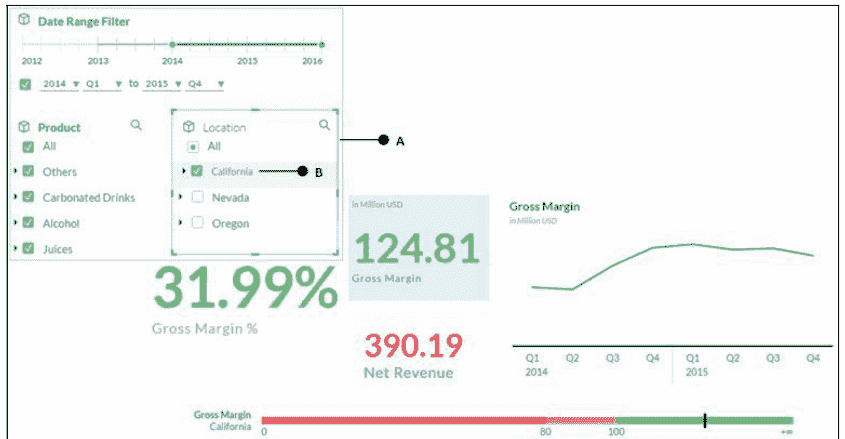 Date Range Filter
2012 2013 2014 2015 2016
2014 Q1 to 2015 Q4
Product
All
Others
Carbonated Drinks
Alcohol
Juices
Location
All
California
Nevada
Oregon
A
B
31.99%
Gross Margin %
in Million USD
124.81
Gross Margin
390.19
Net Revenue
Gross Margin
in Million USD
Q1 Q2 Q3 Q4 Q1 Q2 Q3 Q4
2014 2015
Gross Margin
California
0 80 100 +∞